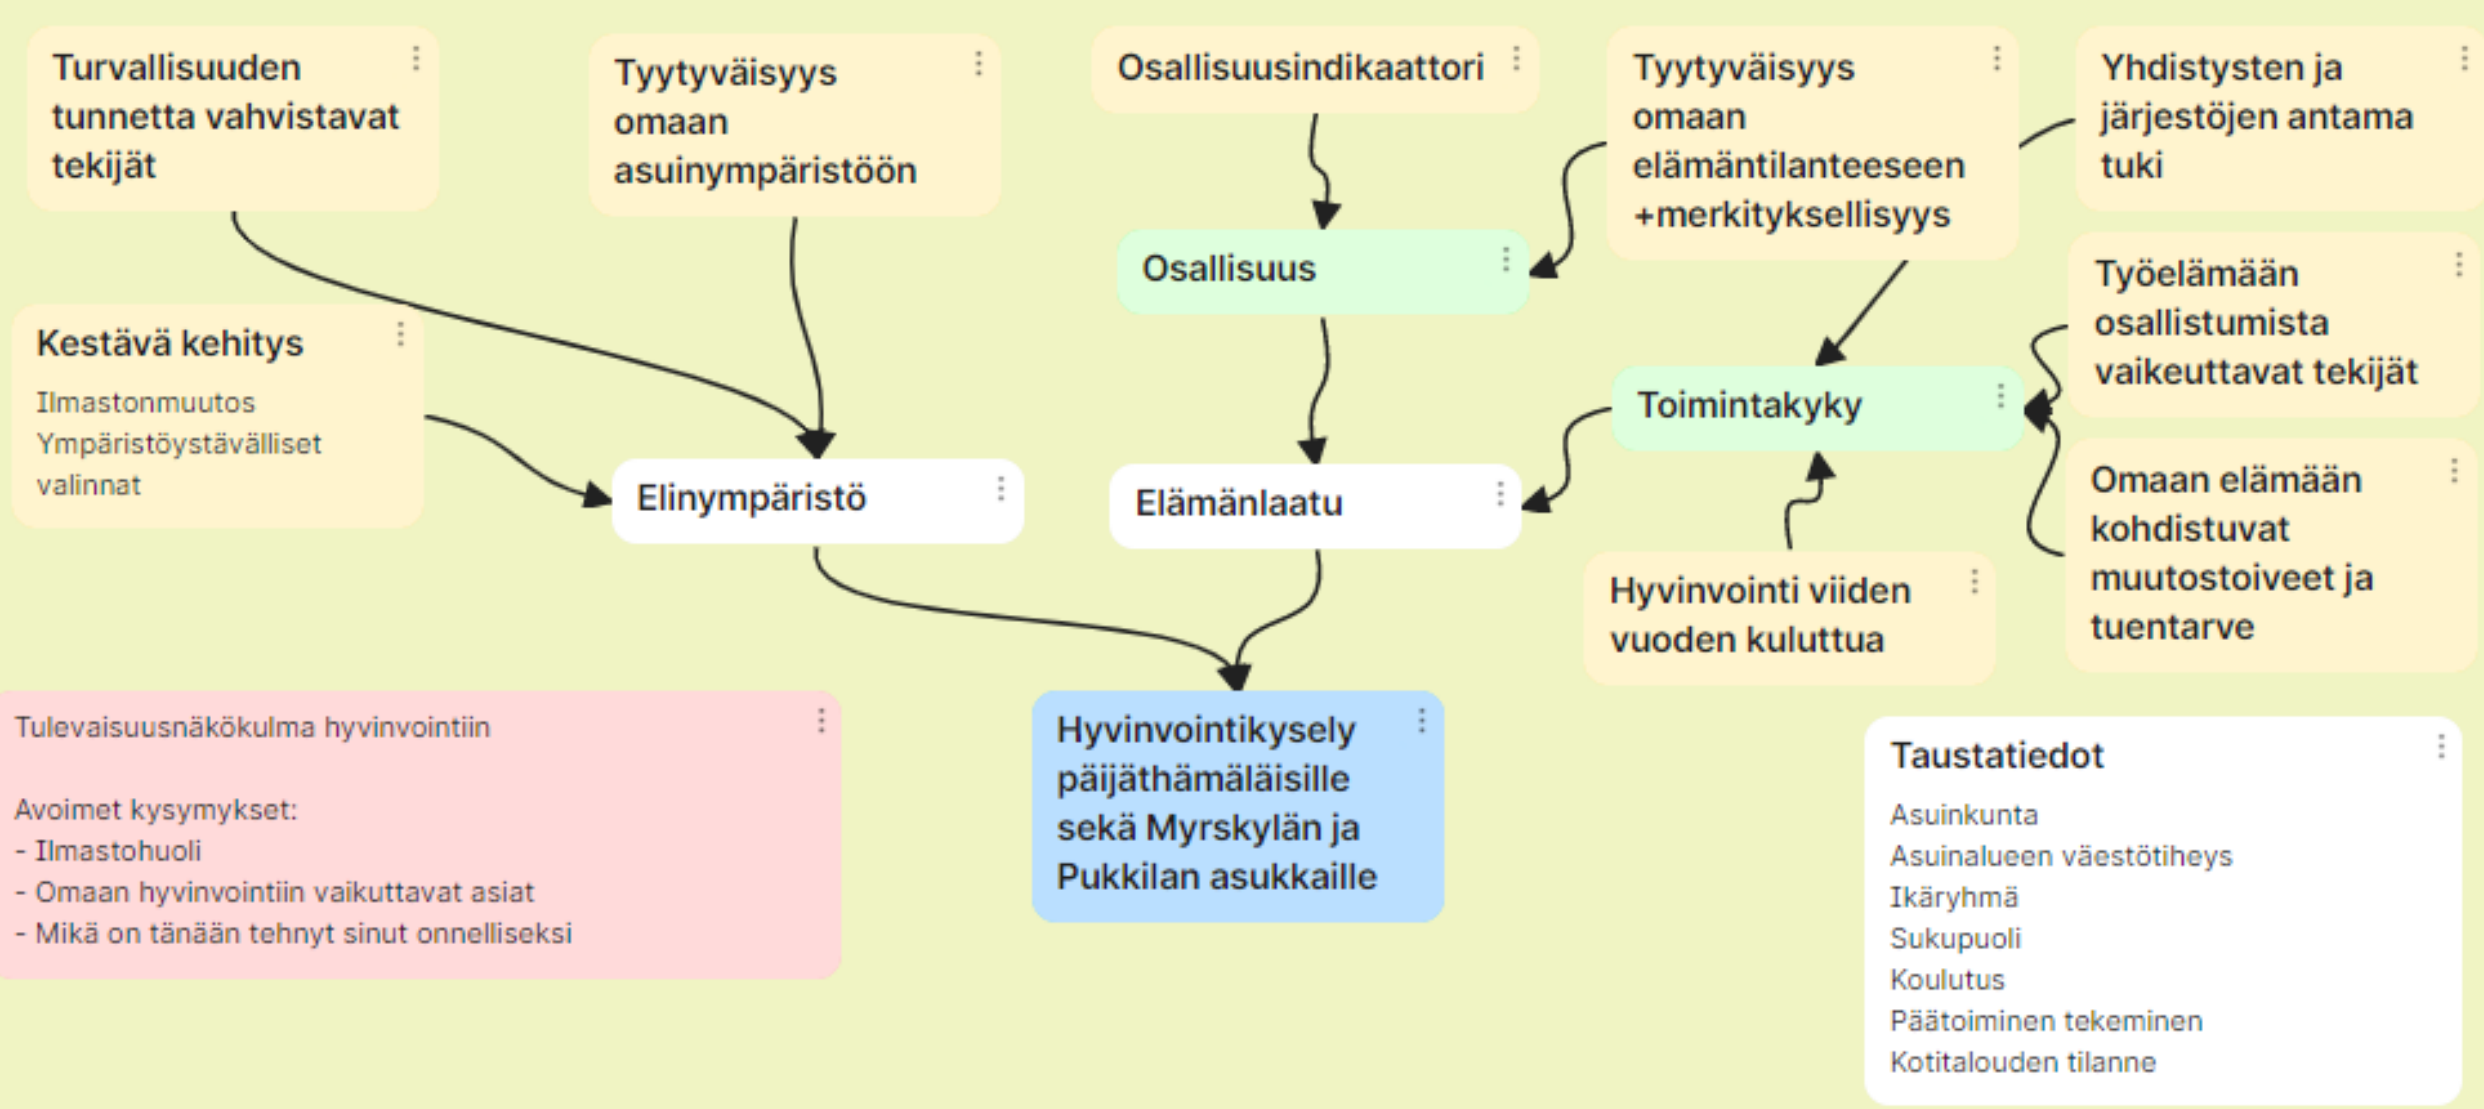 Turvallisuuden
tunnetta vahvistavat
tekijät
Tyytyväisyys
omaan
asuinympäristöön
Osallisuusindikaattori
Tyytyväisyys
omaan
elämäntilanteeseen
+merkityksellisyys
Yhdistysten ja
järjestöjen antama
tuki
Osallisuus
Työelämään
osallistumista
vaikeuttavat tekijät
Kestävä kehitys
Ilmastonmuutos
Ympäristöystävälliset
valinnat
Toimintakyky
Elinympäristö
Elämänlaatu
Omaan elämään
kohdistuvat
muutostoiveet ja
tuentarve
Hyvinvointi viiden
vuoden kuluttua
Tulevaisuusnäkökulma hyvinvointiin
Avoimet kysymykset:
- Ilmastohuoli
- Omaan hyvinvointiin vaikuttavat asiat
- Mikä on tänään tehnyt sinut onnelliseksi
Hyvinvointikysely
päijäthämäläisille
sekä Myrskylän ja
Pukkilan asukkaille
Taustatiedot
Asuinkunta
Asuinalueen väestötiheys
Ikäryhmä
Sukupuoli
Koulutus
Päätoiminen tekeminen
Kotitalouden tilanne